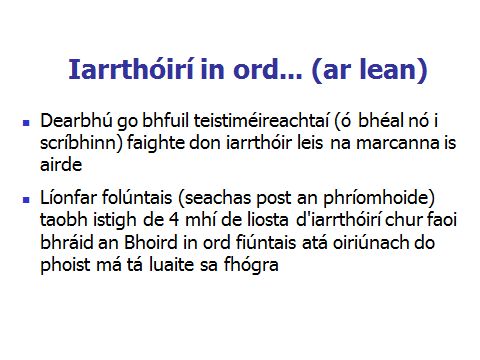 Iarrthóirí in ord... (ar lean)
Dearbhú go bhfuil teistiméireachtaí (ó bhéal nó i
scríbhinn) faighte don iarrthóir leis na marcanna is
airde
Líonfar folúntais (seachas post an phríomhoide)
taobh istigh de 4 mhí de liosta d'iarrthóirí chur faoi
bhráid an Bhoird in ord fiúntais atá oiriúnach do
phoist má tá luaite sa fhógra